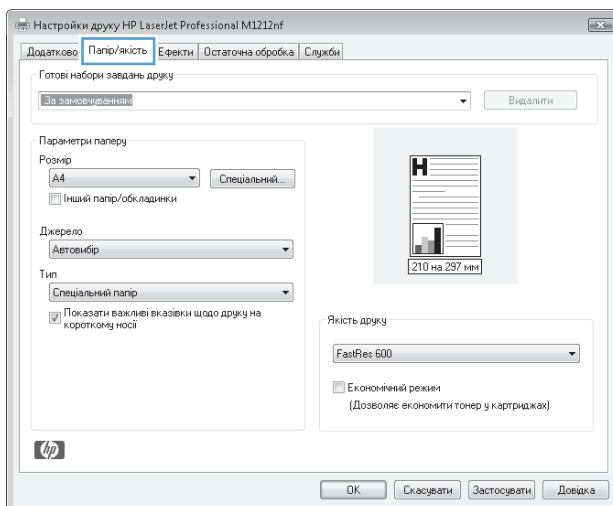 Настройки друку HP LaserJet Professional M1212nf
Додатково Папір/якість Ефекти Остаточна обробка Служби
Готові набори завдань друку
За замовчуванням Видалити
Параметри паперу
Розмір
A4 Спеціальний...
Інший папір/обкладинки
Джерело
Автовибір
Тип
Спеціальний папір
Показати важливі вказівки щодо друку на
короткому носії
H
210 на 297 мм
Якість друку
FastRes 600
Економічний режим
(Дозволяє економити тонер у картриджах)
hp
OK Скасувати Застосувати Довідка